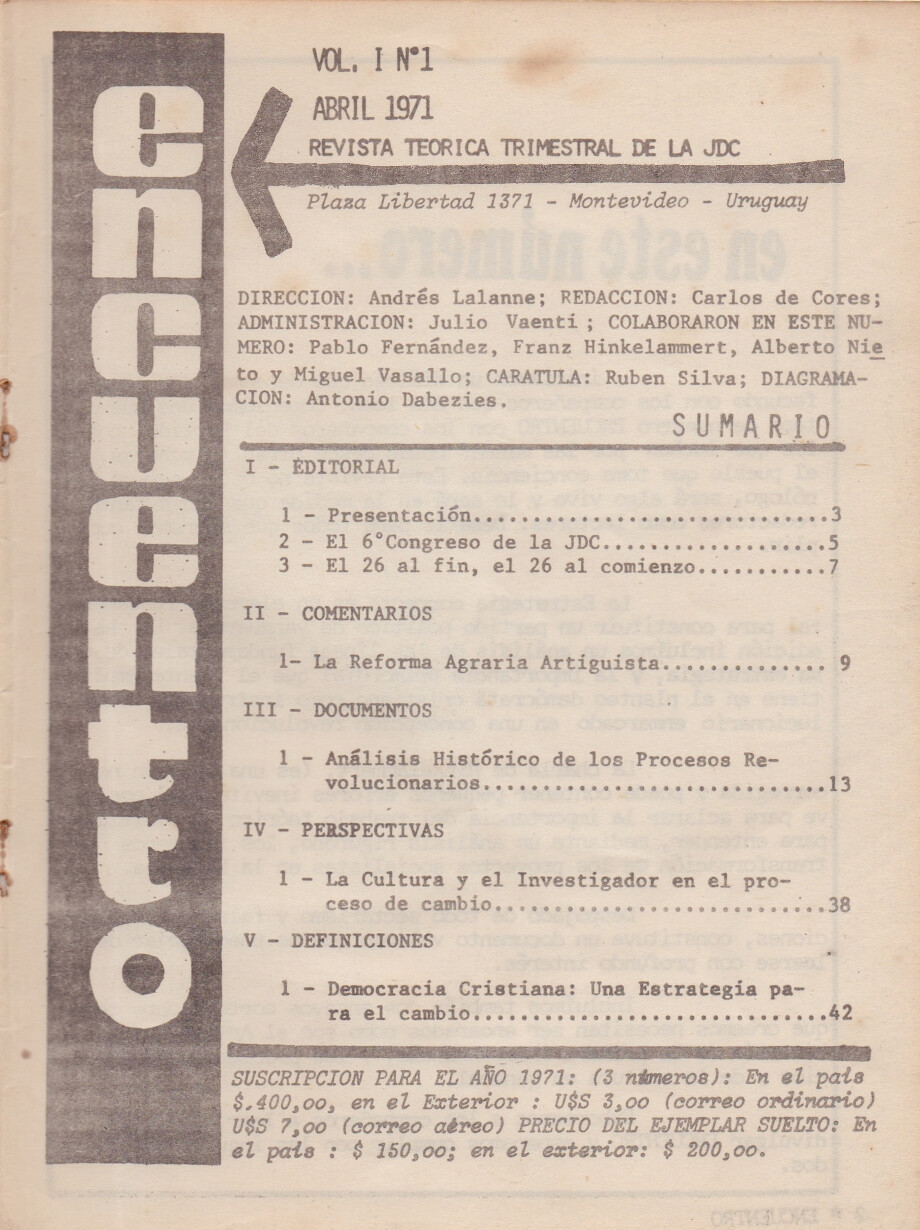 encuentro
VOL. I N°1
ABRIL 1971
REVISTA TEORICA TRIMESTRAL DE LA JDC
Plaza Libertad 1371 - Montevideo - Uruguay
DIRECCION: Andrés Lalanne; REDACCION: Carlos de Cores;
ADMINISTRACION: Julio Vaenti ; COLABORARON EN ESTE NU-
MERO: Pablo Fernández, Franz Hinkelammert, Alberto Nie
to y Miguel Vasallo; CARATULA: Ruben Silva; DIAGRAMA-
CION: Antonio Dabezies.
SUMARIO
I - EDITORIAL
1 - Presentación..............................3
2 - El 6°Congreso de la JDC...................5
3 - El 26 al fin, el 26 al comienzo...........7
II - COMENTARIOS
1- La Reforma Agraria Artiguista.............. 9
III - DOCUMENTOS
1 - Análisis Histórico de los Procesos Re-
volucionarios.............................13
IV - PERSPECTIVAS
1 - La Cultura y el Investigador en el pro-
ceso de cambio............................38
V - DEFINICIONES
1 - Democracia Cristiana: Una Estrategia pa-
ra el cambio..............................42
SUSCRIPCION PARA EL AÑO 1971: (3 números): En el país
$.400,oo, en el Exterior : U$S 3,oo (correo ordinario)
U$S 7,oo (correo aéreo) PRECIO DEL EJEMPLAR SUELTO: En
el país : $ 150,oo; en el exterior: $ 200,oo.